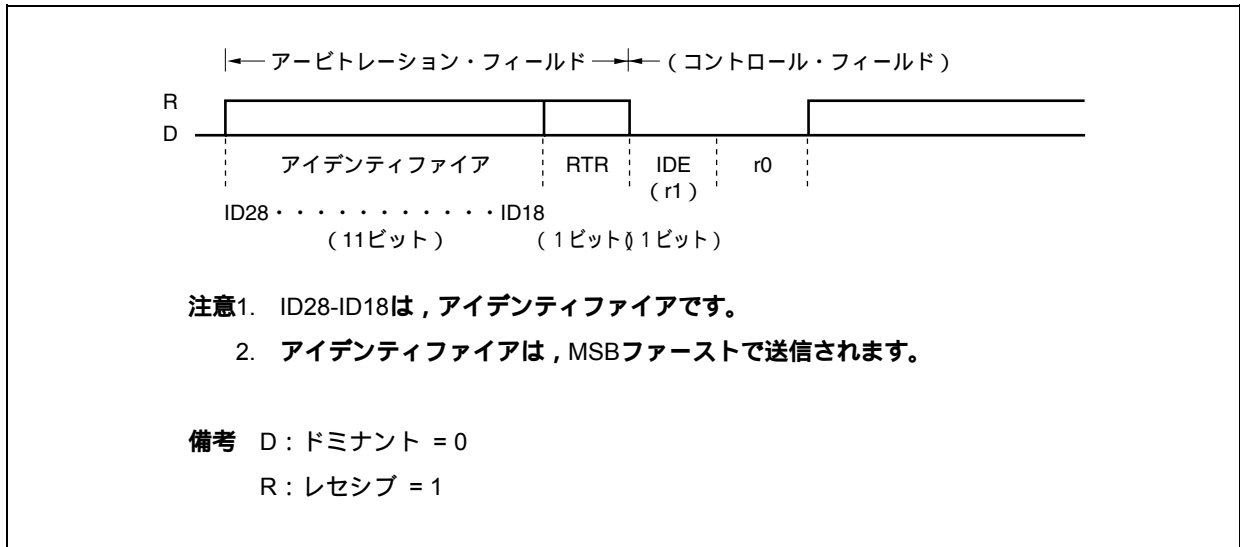 アービトレーション・フィールド (コントロール・フィールド)
R
D
アイデンティファイア RTR IDE r0
(r1)
ID28・・・・・・・・・・・ID18
(11ビット) (1ビット)(1ビット)
注意1. ID28-ID18は,アイデンティファイアです。
2. アイデンティファイアは,MSBファーストで送信されます。
備考 D:ドミナント = 0
R:レセシブ = 1